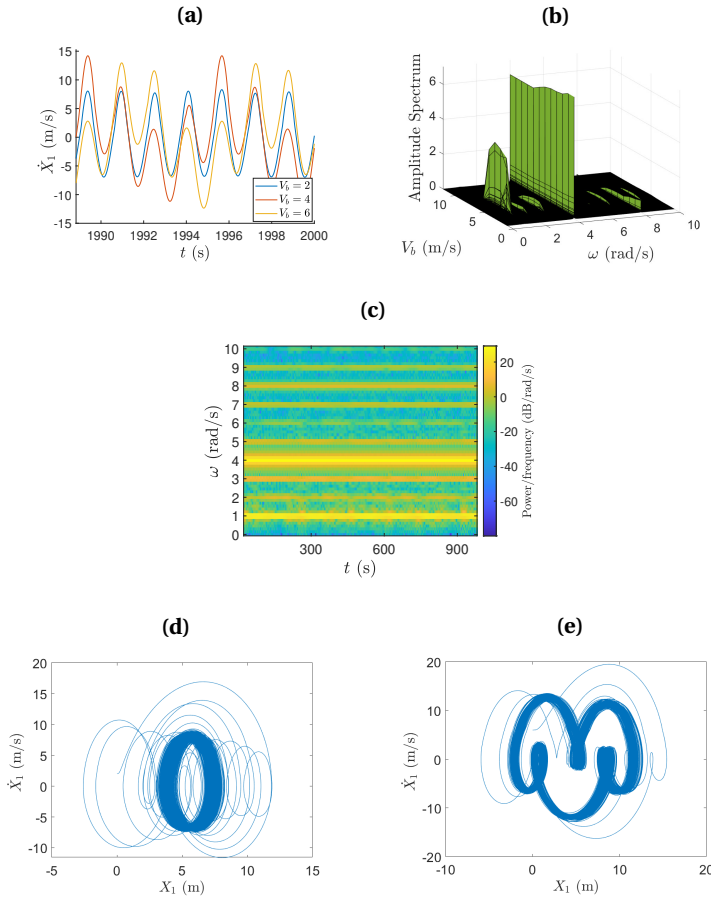 (a)
15
10
5
0
-5
-10
-15
Ẋ₁ (m/s)
V_b = 2
V_b = 4
V_b = 6
1990 1992 1994 1996 1998 2000
t (s)
(b)
Amplitude Spectrum
6
4
2
0
10
5
0
V_b (m/s)
0 2 4 6 8 10
ω (rad/s)
(c)
10
9
8
7
6
5
4
3
2
1
0
ω (rad/s)
300 600 900
t (s)
20
0
-20
-40
-60
Power/frequency (dB/rad/s)
(d)
20
15
10
5
0
-5
-10
Ẋ₁ (m/s)
-5 0 5 10 15
X₁ (m)
(e)
20
10
0
-10
-20
Ẋ₁ (m/s)
-10 0 10 20
X₁ (m)